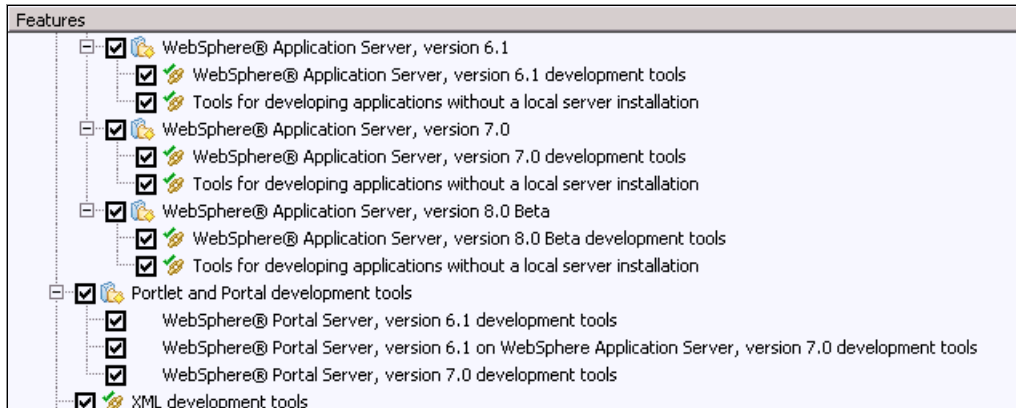 Features
WebSphere® Application Server, version 6.1
WebSphere® Application Server, version 6.1 development tools
Tools for developing applications without a local server installation
WebSphere® Application Server, version 7.0
WebSphere® Application Server, version 7.0 development tools
Tools for developing applications without a local server installation
WebSphere® Application Server, version 8.0 Beta
WebSphere® Application Server, version 8.0 Beta development tools
Tools for developing applications without a local server installation
Portlet and Portal development tools
WebSphere® Portal Server, version 6.1 development tools
WebSphere® Portal Server, version 6.1 on WebSphere Application Server, version 7.0 development tools
WebSphere® Portal Server, version 7.0 development tools
XML development tools